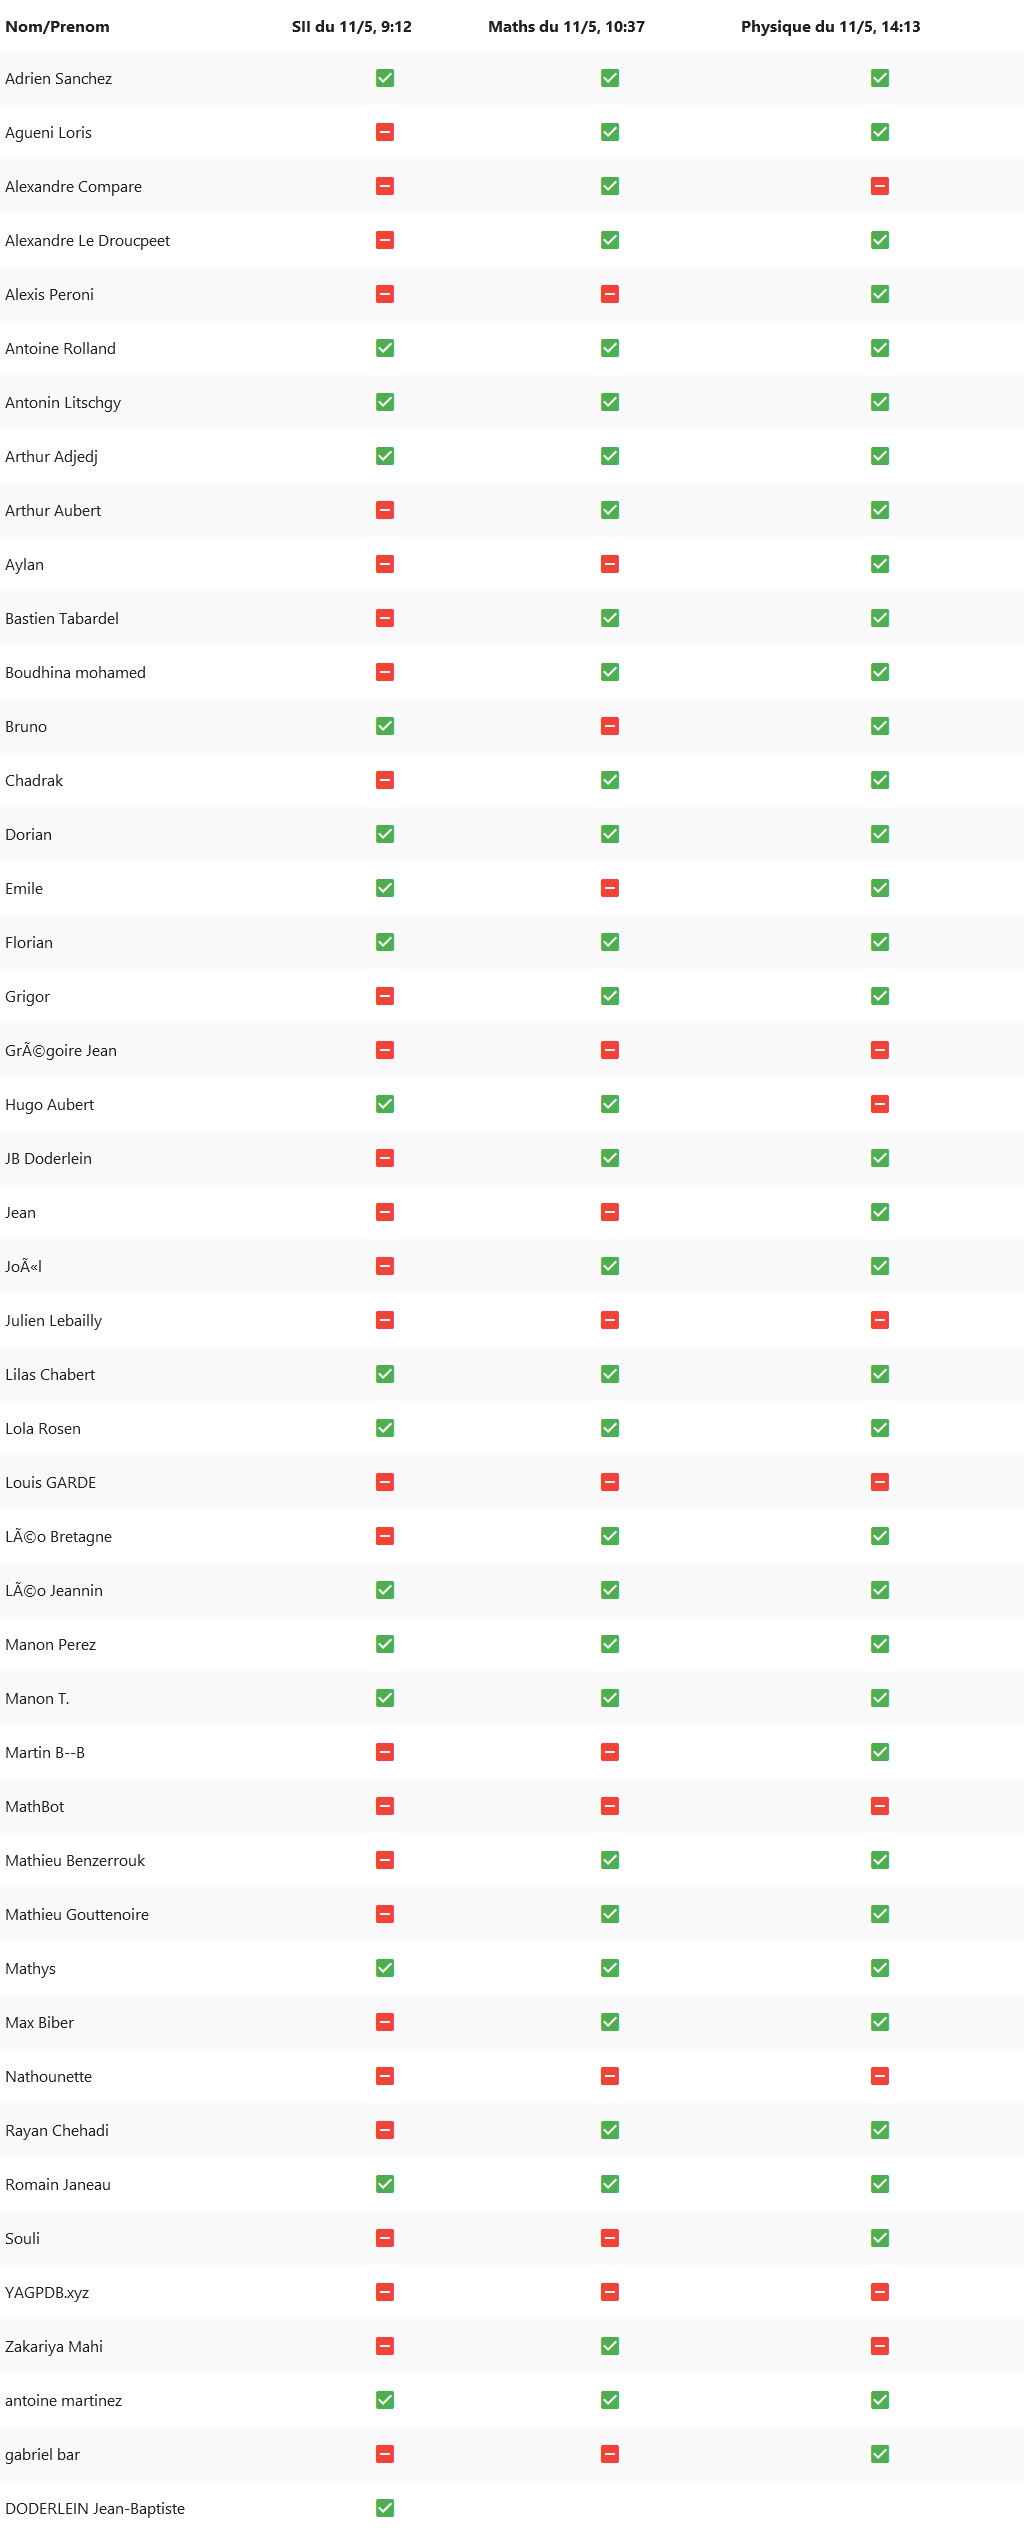 Nom/Prenom SII du 11/5, 9:12 Maths du 11/5, 10:37 Physique du 11/5, 14:13
Adrien Sanchez
Agueni Loris
Alexandre Compare
Alexandre Le Droucpeet
Alexis Peroni
Antoine Rolland
Antonin Litschgy
Arthur Adjedj
Arthur Aubert
Aylan
Bastien Tabardel
Boudhina mohamed
Bruno
Chadrak
Dorian
Emile
Florian
Grigor
GrÃ©goire Jean
Hugo Aubert
JB Doderlein
Jean
JoÃ«l
Julien Lebailly
Lilas Chabert
Lola Rosen
Louis GARDE
LÃ©o Bretagne
LÃ©o Jeannin
Manon Perez
Manon T.
Martin B--B
MathBot
Mathieu Benzerrouk
Mathieu Gouttenoire
Mathys
Max Biber
Nathounette
Rayan Chehadi
Romain Janeau
Souli
YAGPDB.xyz
Zakariya Mahi
antoine martinez
gabriel bar
DODERLEIN Jean-Baptiste